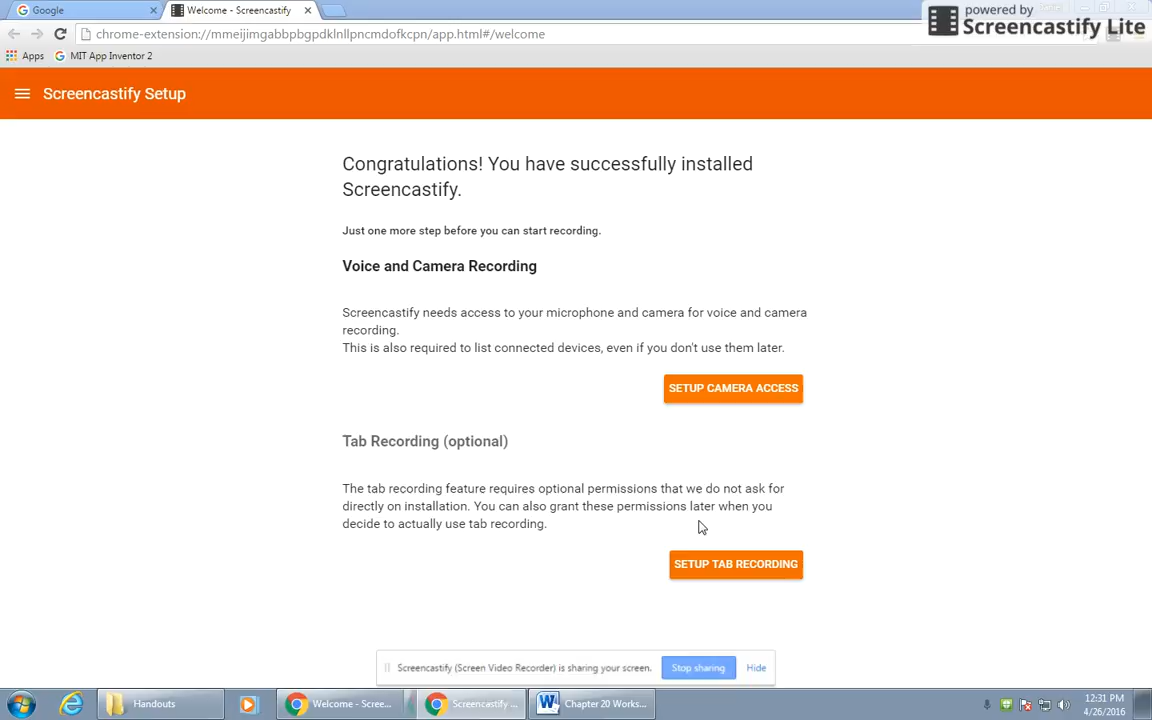 Google
Welcome - Screencastify
powered by
Screencastify Lite
chrome-extension://mmeijimgabbpbgpdklnllpncmdofkcpn/app.html#/welcome
Apps
MIT App Inventor 2
Screencastify Setup
Congratulations! You have successfully installed
Screencastify.
Just one more step before you can start recording.
Voice and Camera Recording
Screencastify needs access to your microphone and camera for voice and camera
recording.
This is also required to list connected devices, even if you don't use them later.
SETUP CAMERA ACCESS
Tab Recording (optional)
The tab recording feature requires optional permissions that we do not ask for
directly on installation. You can also grant these permissions later when you
decide to actually use tab recording.
SETUP TAB RECORDING
Screencastify (Screen Video Recorder) is sharing your screen.
Stop sharing
Hide
Handouts
Welcome - Scree...
Screencastify ...
Chapter 20 Works...
12:31 PM
4/26/2016